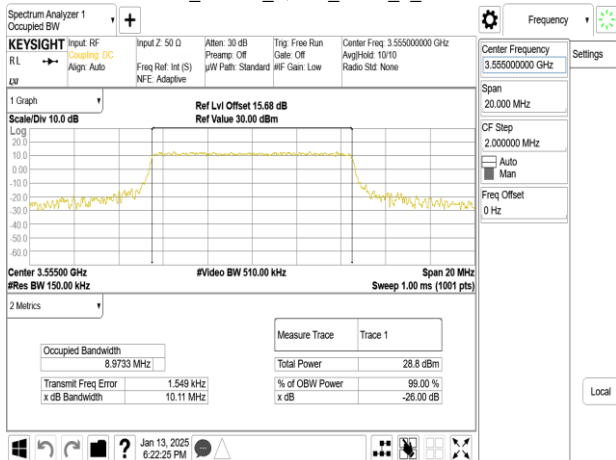 Spectrum Analyzer 1
Occupied BW
+
Frequency
KEYSIGHT Input: RF Input Z: 50 Ω Atten: 30 dB Trig: Free Run Center Freq: 3.555000000 GHz
RL Coupling: DC Preamp: Off Gate: Off Avg|Hold: 10/10
Align: Auto Freq Ref: Int (S) µW Path: Standard #IF Gain: Low Radio Std: None
NFE: Adaptive
Center Frequency
3.555000000 GHz
Settings
Span
20.000 MHz
CF Step
2.000000 MHz
Auto
Man
Freq Offset
0 Hz
Local
1 Graph
Ref Lvl Offset 15.68 dB
Scale/Div 10.0 dB Ref Value 30.00 dBm
Log
20.0
10.0
0.00
-10.0
-20.0
-30.0
-40.0
-50.0
-60.0
Center 3.55500 GHz #Video BW 510.00 kHz Span 20 MHz
#Res BW 150.00 kHz Sweep 1.00 ms (1001 pts)
2 Metrics
Measure Trace Trace 1
Occupied Bandwidth
8.9733 MHz
Total Power 28.8 dBm
Transmit Freq Error 1.549 kHz % of OBW Power 99.00 %
x dB Bandwidth 10.11 MHz x dB -26.00 dB
?
Jan 13, 2025
6:22:25 PM